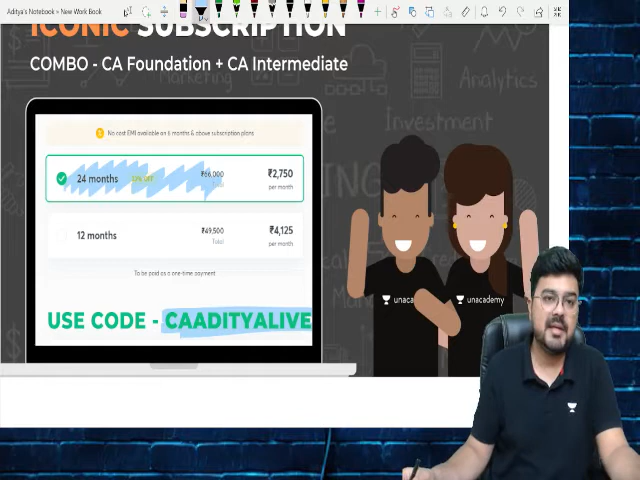 Aditya's Notebook » New Work Book
ICONIC SUBSCRIPTION
COMBO - CA Foundation + CA Intermediate
Marketing
Analytics
Investment
No cost EMI available on 6 months & above subscription plans
24 months
₹66,000
Total
₹2,750
per month
12 months
₹49,500
Total
₹4,125
per month
To be paid as a one-time payment
USE CODE - CAADITYALIVE
unaca
unacademy